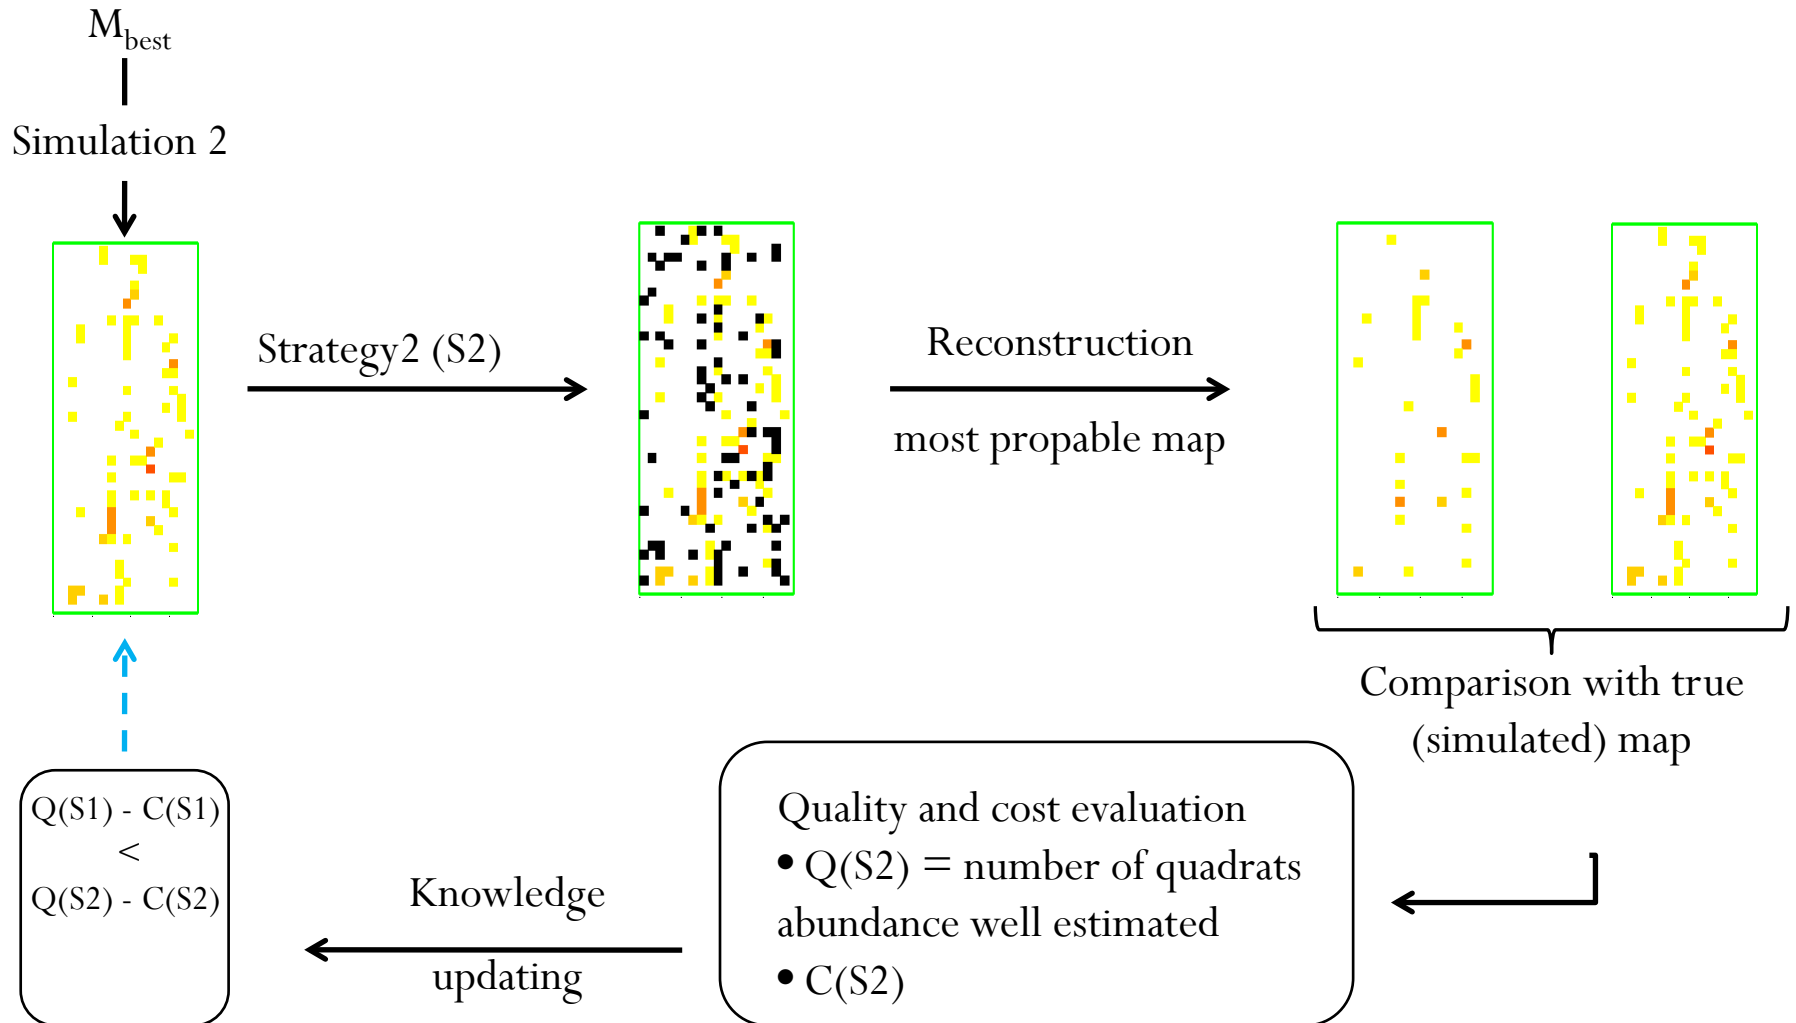 M_best
Simulation 2
Strategy2 (S2)
Reconstruction
most propable map
Comparison with true
(simulated) map
Quality and cost evaluation
• Q(S2) = number of quadrats
abundance well estimated
• C(S2)
Knowledge
updating
Q(S1) - C(S1)
<
Q(S2) - C(S2)